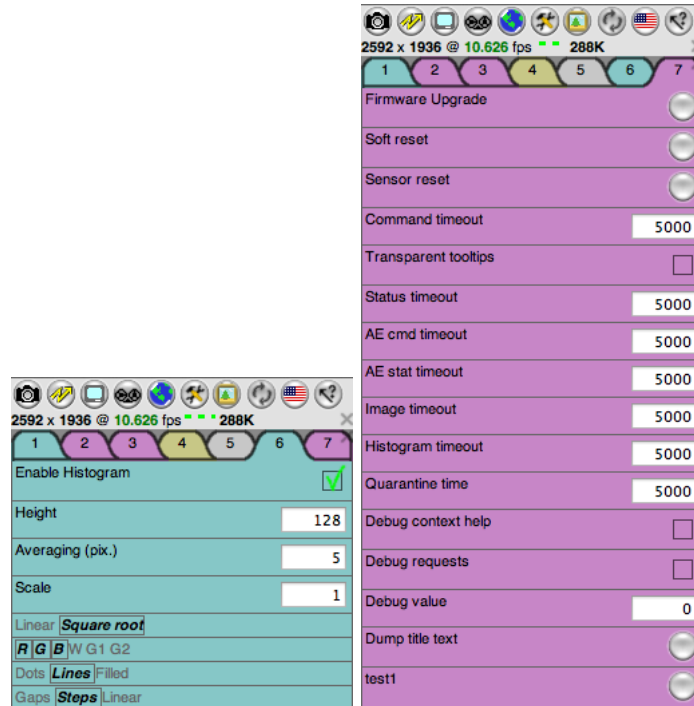 2592 x 1936 @ 10.626 fps 288K
1 2 3 4 5 6 7
Enable Histogram
Height 128
Averaging (pix.) 5
Scale 1
Linear Square root
R G B W G1 G2
Dots Lines Filled
Gaps Steps Linear
2592 x 1936 @ 10.626 fps 288K
1 2 3 4 5 6 7
Firmware Upgrade
Soft reset
Sensor reset
Command timeout 5000
Transparent tooltips
Status timeout 5000
AE cmd timeout 5000
AE stat timeout 5000
Image timeout 5000
Histogram timeout 5000
Quarantine time 5000
Debug context help
Debug requests
Debug value 0
Dump title text
test1